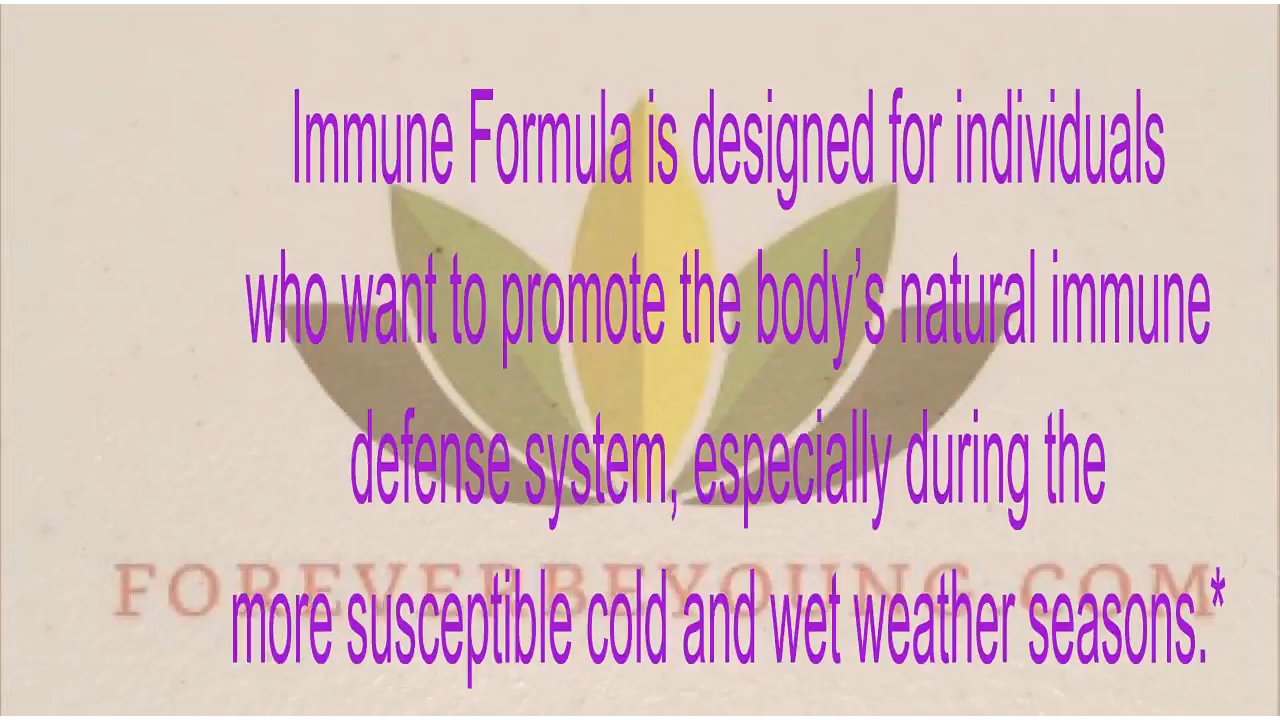 Immune Formula is designed for individuals
who want to promote the body’s natural immune
defense system, especially during the
FOREVERBEYOUNG.COM
more susceptible cold and wet weather seasons.*